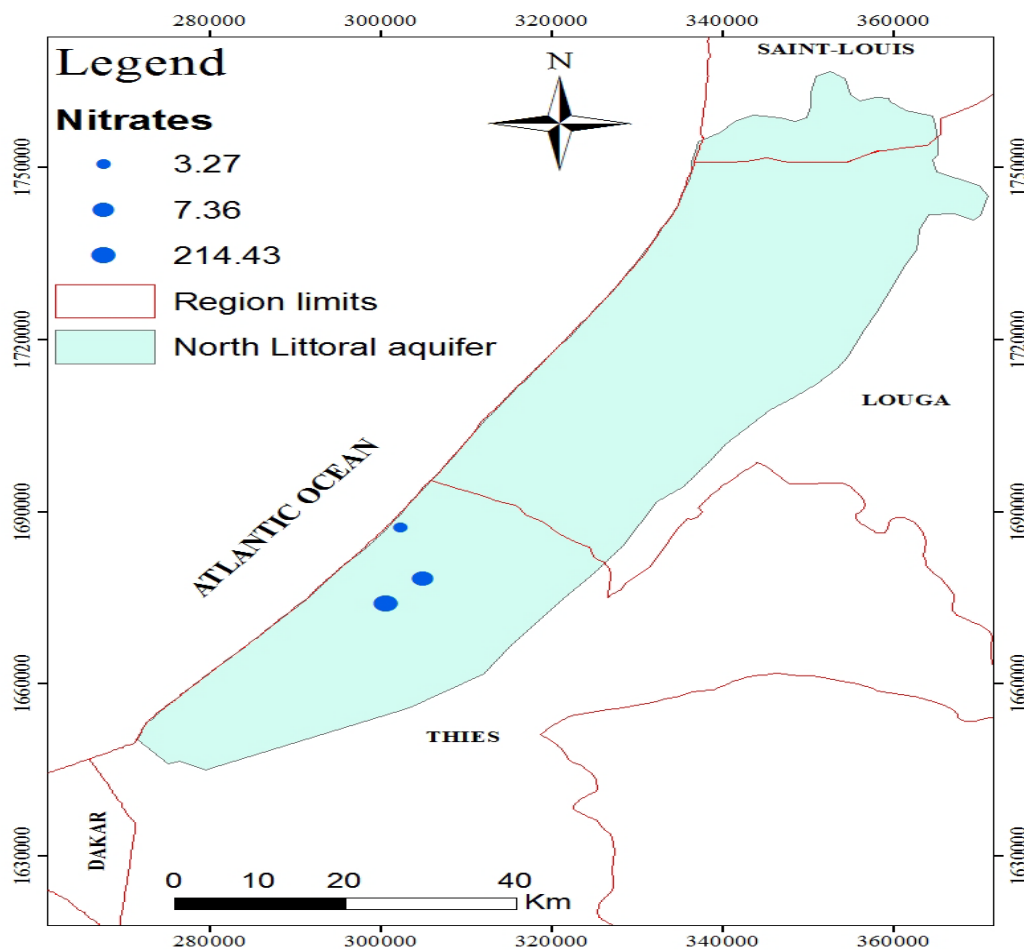 280000 300000 320000 340000 360000
SAINT-LOUIS
Legend
N
Nitrates
3.27
7.36
214.43
Region limits
North Littoral aquifer
1750000 1750000
1720000 1720000
LOUGA
ATLANTIC OCEAN
1690000 1690000
1660000 1660000
THIES
DAKAR
1630000 1630000
0 10 20 40
Km
280000 300000 320000 340000 360000